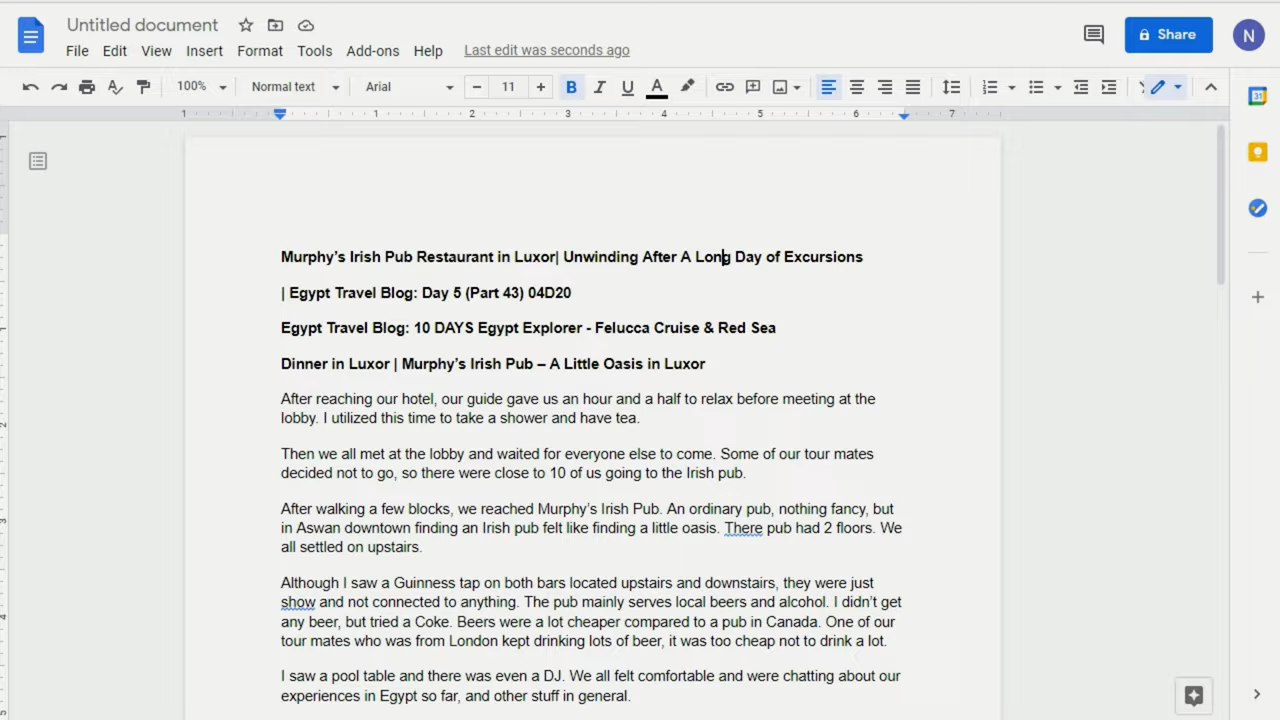 Untitled document
File Edit View Insert Format Tools Add-ons Help Last edit was seconds ago
Share
N
100% Normal text Arial 11 B I U A
1 1 2 3 4 5 6 7
31
Murphy's Irish Pub Restaurant in Luxor| Unwinding After A Long Day of Excursions
| Egypt Travel Blog: Day 5 (Part 43) 04D20
Egypt Travel Blog: 10 DAYS Egypt Explorer - Felucca Cruise & Red Sea
Dinner in Luxor | Murphy's Irish Pub – A Little Oasis in Luxor
After reaching our hotel, our guide gave us an hour and a half to relax before meeting at the
lobby. I utilized this time to take a shower and have tea.
Then we all met at the lobby and waited for everyone else to come. Some of our tour mates
decided not to go, so there were close to 10 of us going to the Irish pub.
After walking a few blocks, we reached Murphy's Irish Pub. An ordinary pub, nothing fancy, but
in Aswan downtown finding an Irish pub felt like finding a little oasis. There pub had 2 floors. We
all settled on upstairs.
Although I saw a Guinness tap on both bars located upstairs and downstairs, they were just
show and not connected to anything. The pub mainly serves local beers and alcohol. I didn't get
any beer, but tried a Coke. Beers were a lot cheaper compared to a pub in Canada. One of our
tour mates who was from London kept drinking lots of beer, it was too cheap not to drink a lot.
I saw a pool table and there was even a DJ. We all felt comfortable and were chatting about our
experiences in Egypt so far, and other stuff in general.